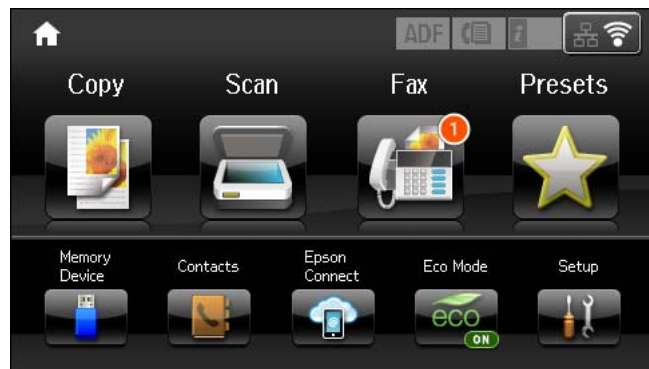 ADF i
Copy Scan Fax Presets
1
Memory Device Contacts Epson Connect Eco Mode Setup
eco
ON